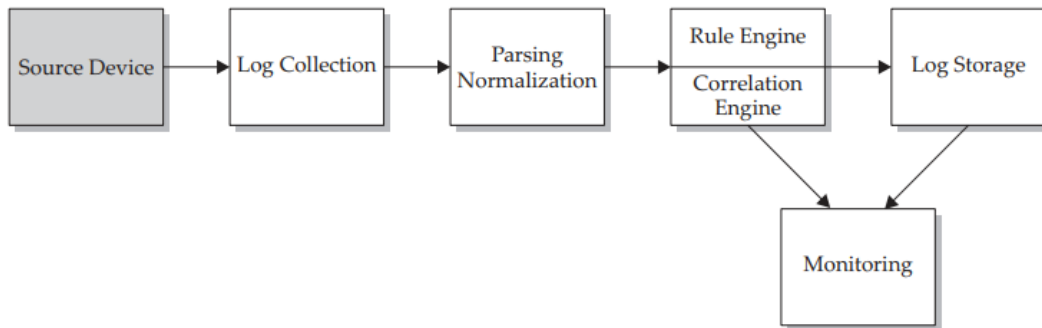 Source Device
Log Collection
Parsing
Normalization
Rule Engine
Correlation
Engine
Log Storage
Monitoring